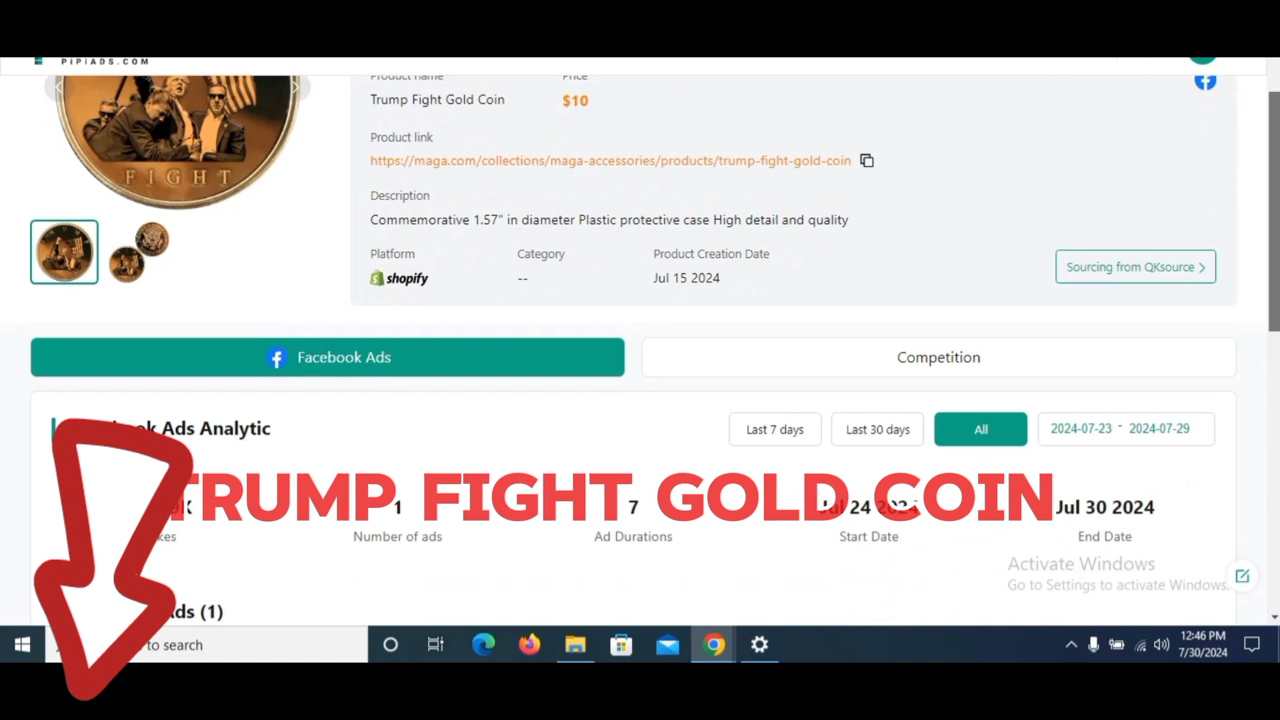 PIPIADS.COM
Product name Price
Trump Fight Gold Coin $10
FIGHT
Product link
https://maga.com/collections/maga-accessories/products/trump-fight-gold-coin
Description
Commemorative 1.57" in diameter Plastic protective case High detail and quality
Platform Category Product Creation Date
shopify -- Jul 15 2024
Sourcing from QKsource >
Facebook Ads Competition
Ads Analytic Last 7 days Last 30 days All 2024-07-23 - 2024-07-29
TRUMP FIGHT GOLD COIN
1 7 Jul 24 2024 Jul 30 2024
Number of ads Ad Durations Start Date End Date
Activate Windows
Go to Settings to activate Windows.
(1)
to search
12:46 PM
7/30/2024